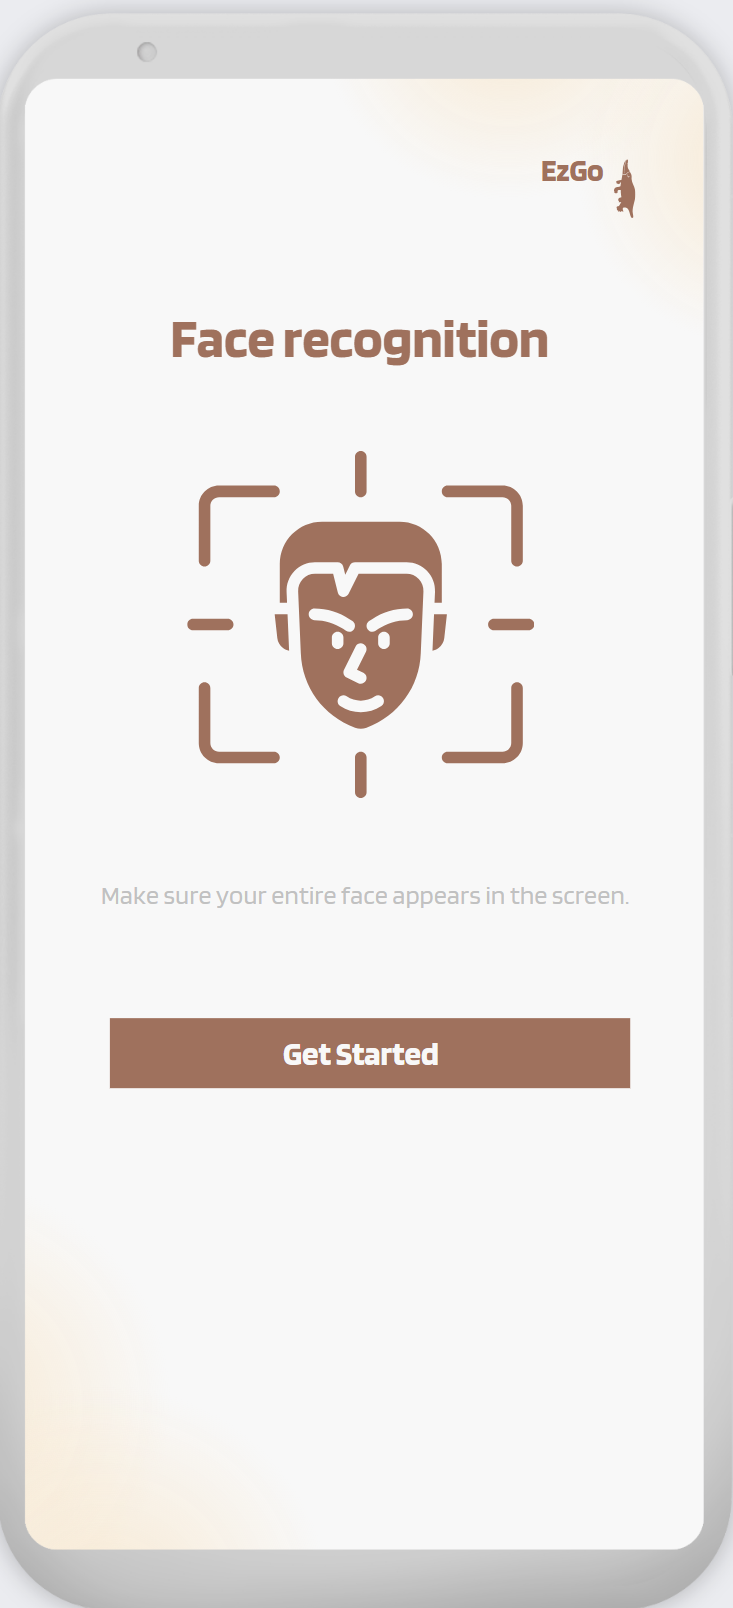 EzGo
Face recognition
Make sure your entire face appears in the screen.
Get Started